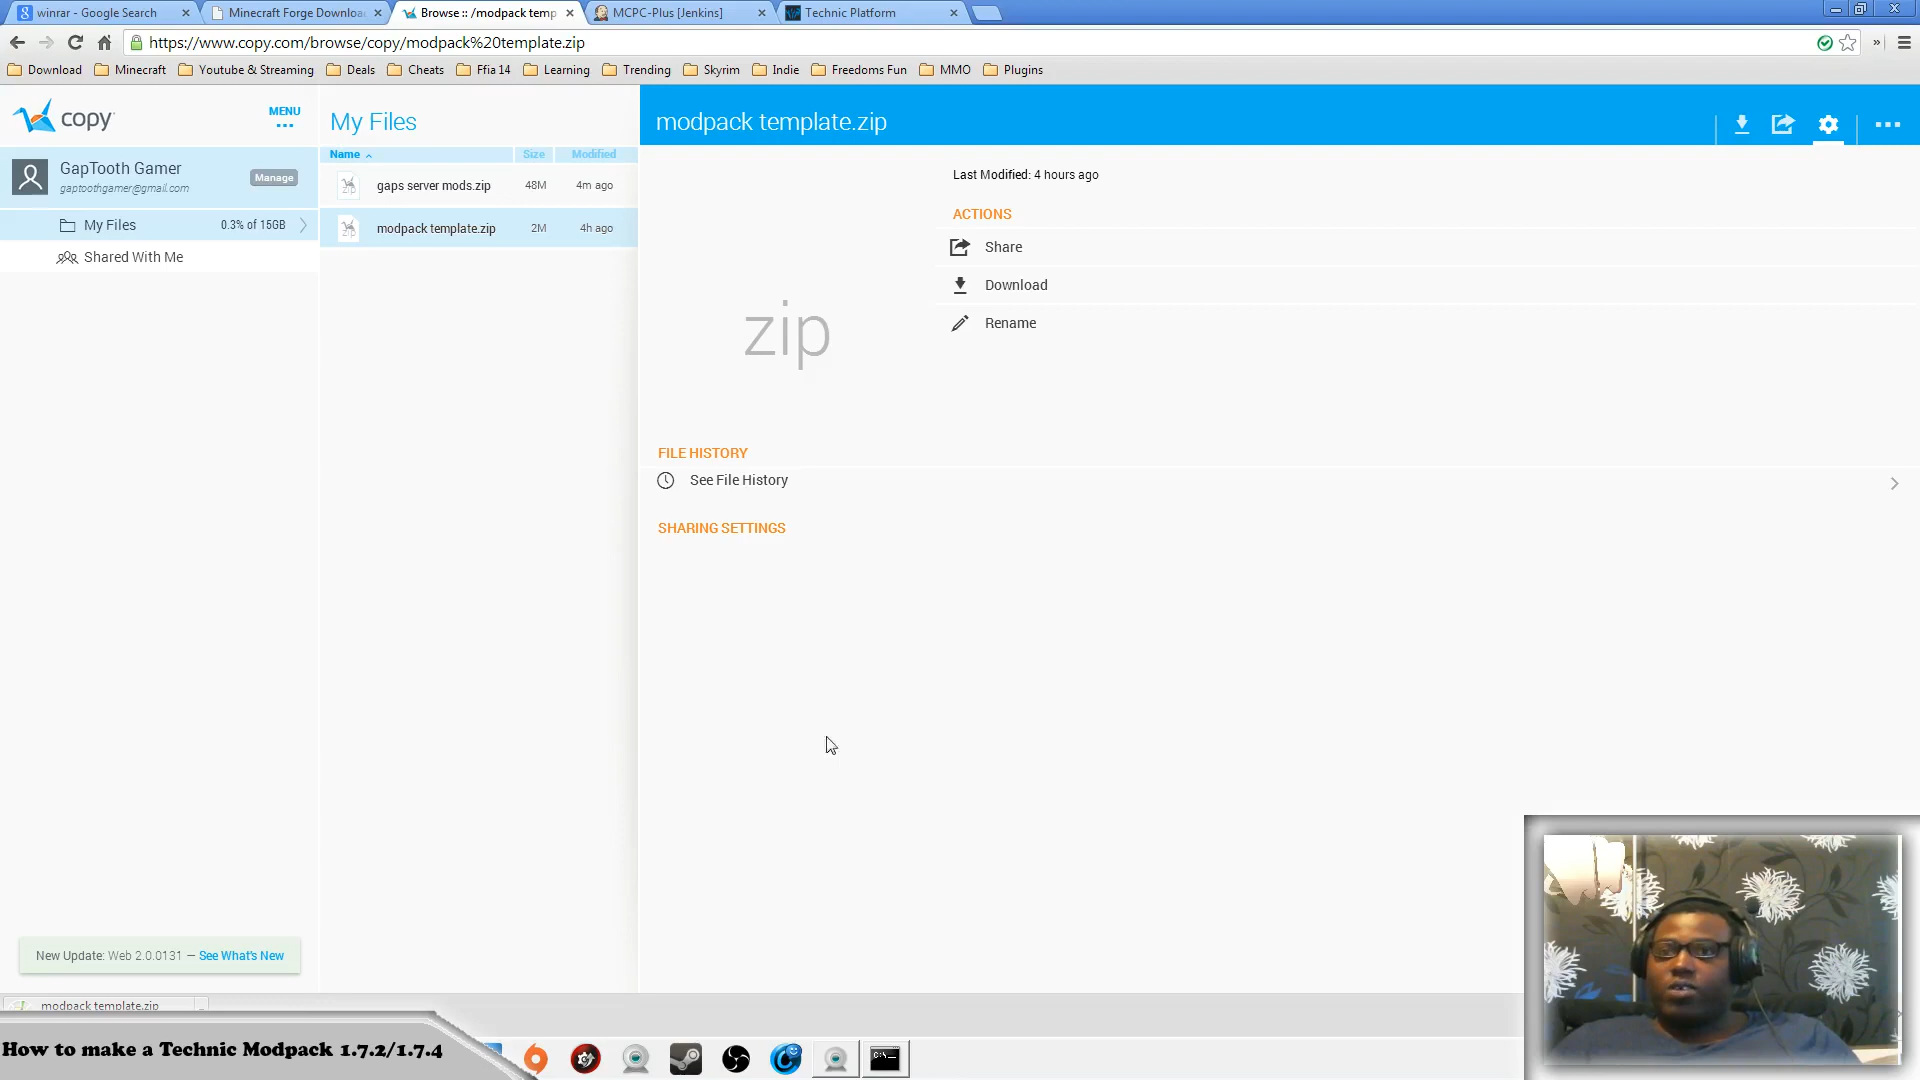 winrar - Google Search
Minecraft Forge Downloa
Browse :: /modpack temp
MCPC-Plus [Jenkins]
Technic Platform
https://www.copy.com/browse/copy/modpack%20template.zip
Download
Minecraft
Youtube & Streaming
Deals
Cheats
Ffia 14
Learning
Trending
Skyrim
Indie
Freedoms Fun
MMO
Plugins
copy
MENU
GapTooth Gamer
gaptoothgamer@gmail.com
Manage
My Files
0.3% of 15GB
Shared With Me
My Files
Name
Size
Modified
gaps server mods.zip
48M
4m ago
modpack template.zip
2M
4h ago
modpack template.zip
Last Modified: 4 hours ago
ACTIONS
Share
Download
Rename
zip
FILE HISTORY
See File History
SHARING SETTINGS
New Update: Web 2.0.0131 — See What's New
modpack template.zip
How to make a Technic Modpack 1.7.2/1.7.4